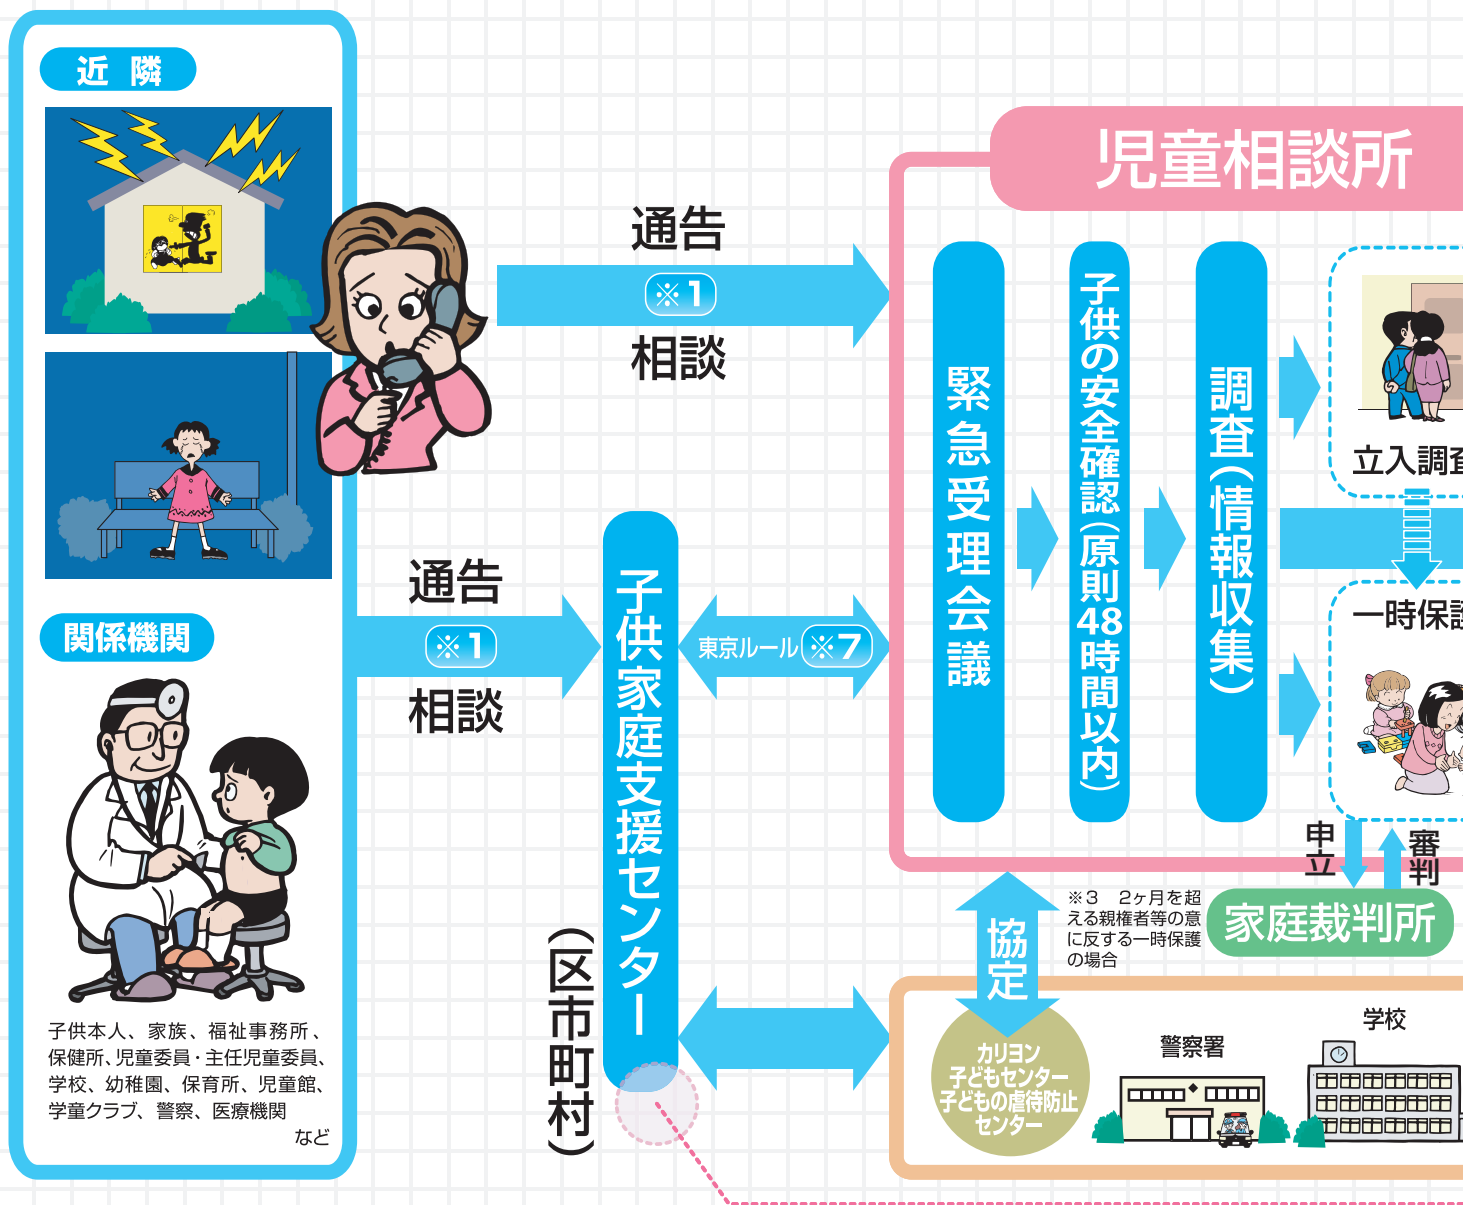 近隣
関係機関
子供本人、家族、福祉事務所、
保健所、児童委員・主任児童委員、
学校、幼稚園、保育所、児童館、
学童クラブ、警察、医療機関
など
通告
※1
相談
通告
※1
相談
子供家庭支援センター
(区市町村)
東京ルール※7
児童相談所
緊急受理会議
子供の安全確認(原則48時間以内)
調査(情報収集)
立入調査
一時保護
申立
審判
家庭裁判所
※3　2ヶ月を超
える親権者等の意
に反する一時保護
の場合
協定
カリヨン
子どもセンター
子どもの虐待防止
センター
警察署
学校